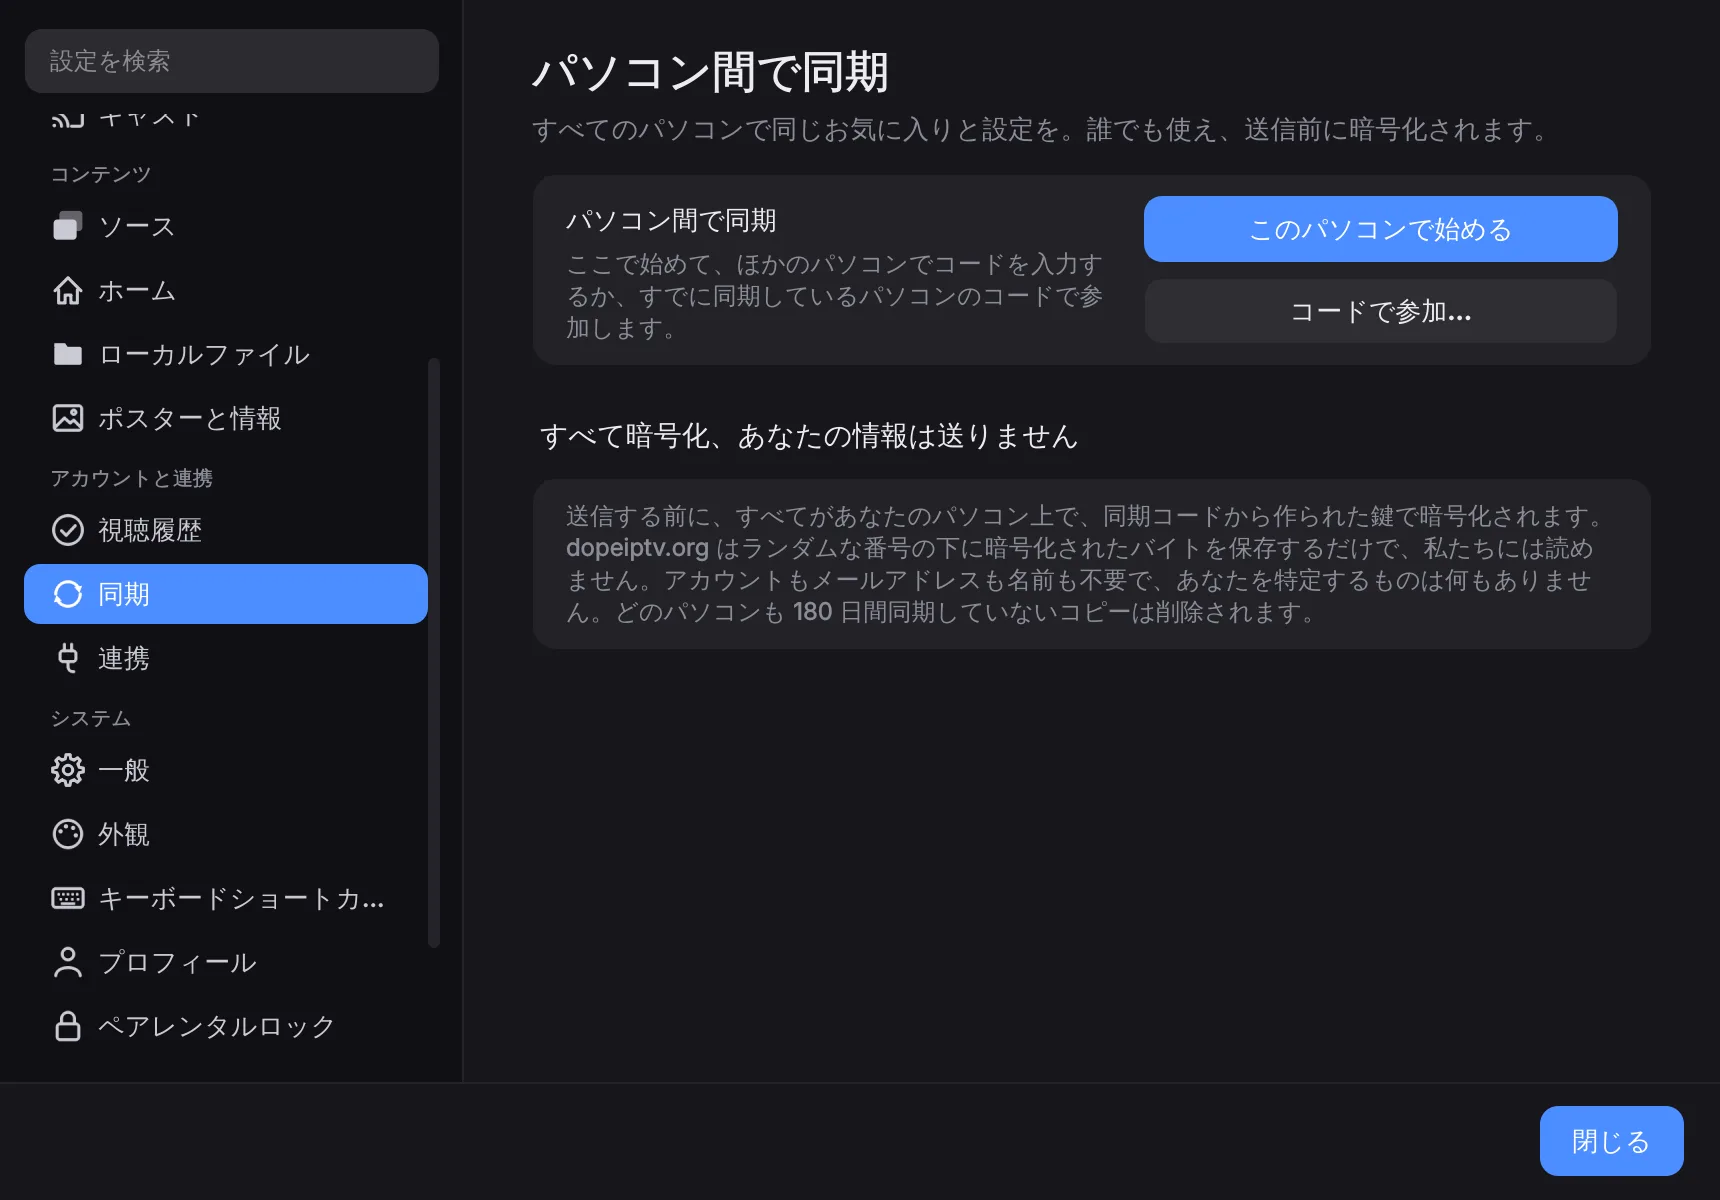 設定を検索
キャスト
コンテンツ
ソース
ホーム
ローカルファイル
ポスターと情報
アカウントと連携
視聴履歴
同期
連携
システム
一般
外観
キーボードショートカ...
プロフィール
ペアレンタルロック
パソコン間で同期
すべてのパソコンで同じお気に入りと設定を。誰でも使え、送信前に暗号化されます。
パソコン間で同期
ここで始めて、ほかのパソコンでコードを入力す
るか、すでに同期しているパソコンのコードで参
加します。
このパソコンで始める
コードで参加...
すべて暗号化、あなたの情報は送りません
送信する前に、すべてがあなたのパソコン上で、同期コードから作られた鍵で暗号化されます。
dopeiptv.org はランダムな番号の下に暗号化されたバイトを保存するだけで、私たちには読め
ません。アカウントもメールアドレスも名前も不要で、あなたを特定するものは何もありませ
ん。どのパソコンも 180 日間同期していないコピーは削除されます。
閉じる